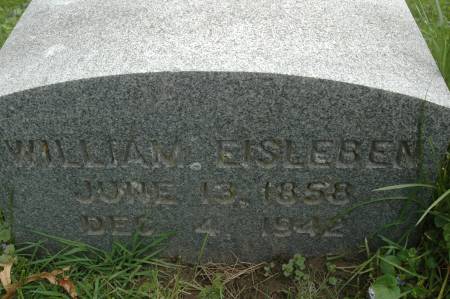 WILLIAM EISLEBEN
JUNE 13, 1858
DEC 4, 1942